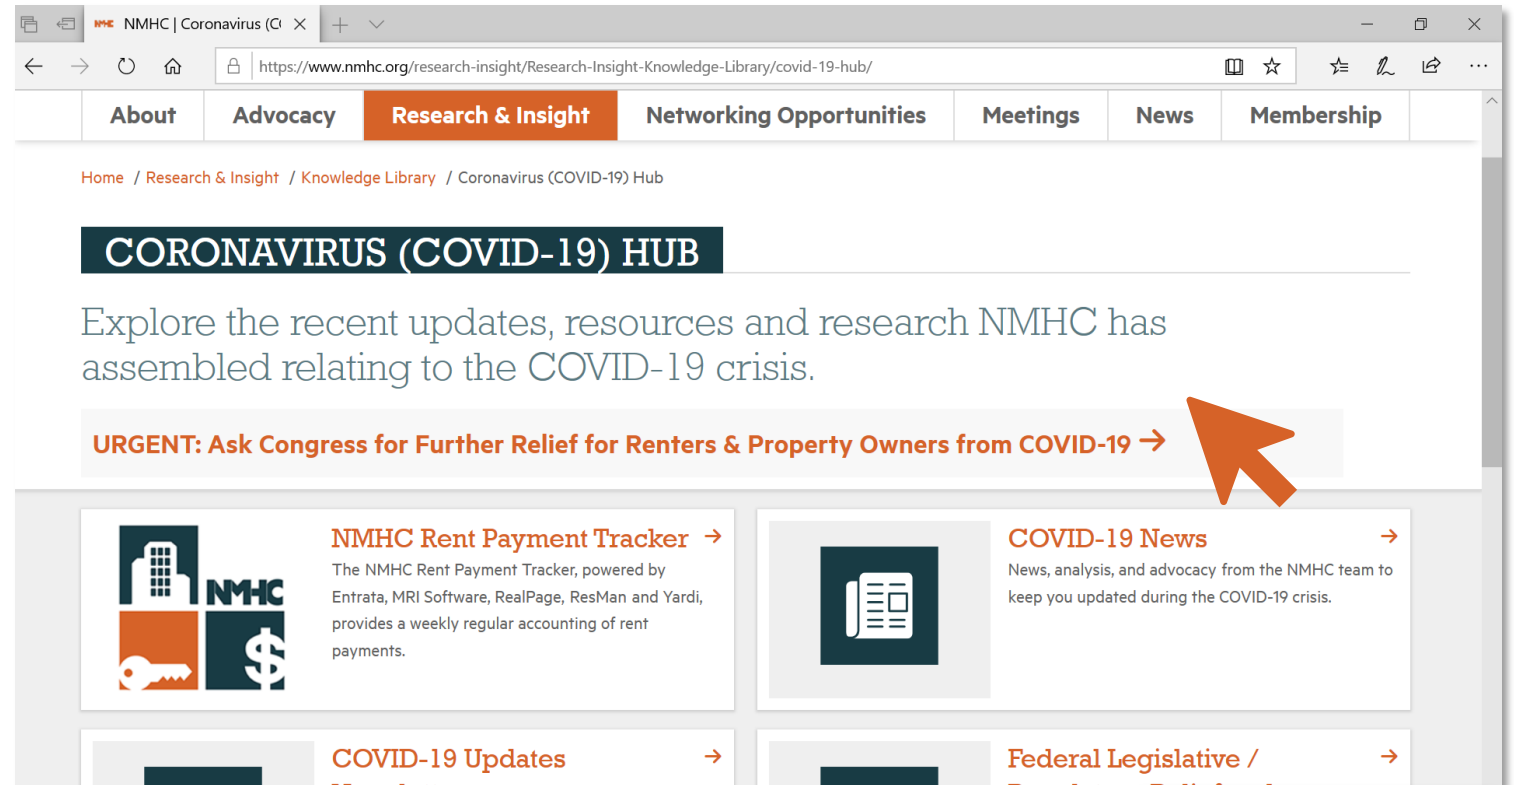 NMHC | Coronavirus (C
https://www.nmhc.org/research-insight/Research-Insight-Knowledge-Library/covid-19-hub/
About Advocacy Research & Insight Networking Opportunities Meetings News Membership
Home / Research & Insight / Knowledge Library / Coronavirus (COVID-19) Hub
CORONAVIRUS (COVID-19) HUB
Explore the recent updates, resources and research NMHC has
assembled relating to the COVID-19 crisis.
URGENT: Ask Congress for Further Relief for Renters & Property Owners from COVID-19 →
NMHC
NMHC Rent Payment Tracker →
The NMHC Rent Payment Tracker, powered by
Entrata, MRI Software, RealPage, ResMan and Yardi,
provides a weekly regular accounting of rent
payments.
COVID-19 News →
News, analysis, and advocacy from the NMHC team to
keep you updated during the COVID-19 crisis.
COVID-19 Updates →
Federal Legislative / →